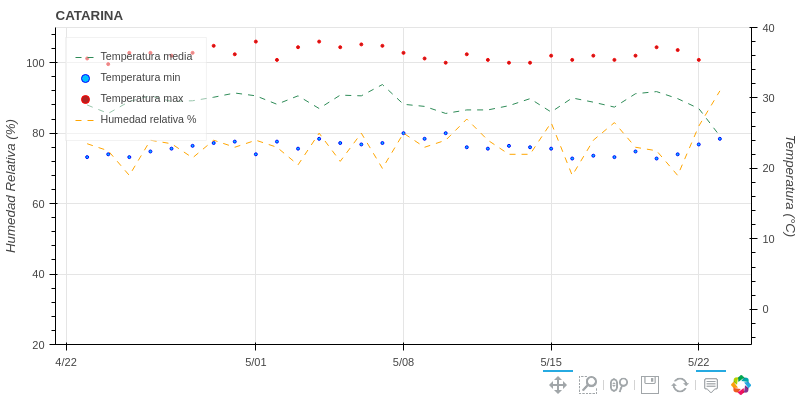 CATARINA
Temperatura media
Temperatura min
Temperatura max
Humedad relativa %
Humedad Relativa (%)
100
80
60
40
20
Temperatura (°C)
40
30
20
10
0
4/22 5/01 5/08 5/15 5/22